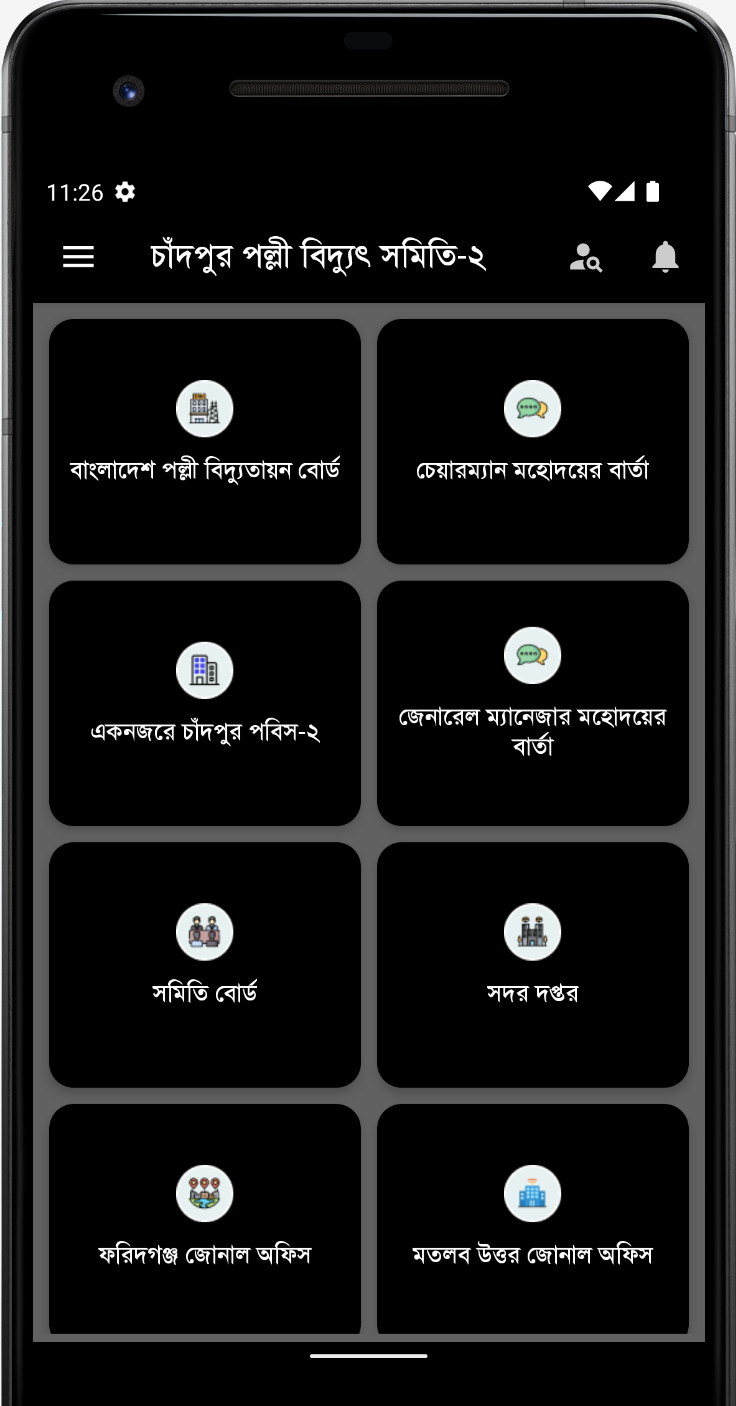 11:26
চাঁদপুর পল্লী বিদ্যুৎ সমিতি-২
বাংলাদেশ পল্লী বিদ্যুতায়ন বোর্ড
চেয়ারম্যান মহোদয়ের বার্তা
একনজরে চাঁদপুর পবিস-২
জেনারেল ম্যানেজার মহোদয়ের
বার্তা
সমিতি বোর্ড
সদর দপ্তর
ফরিদগঞ্জ জোনাল অফিস
মতলব উত্তর জোনাল অফিস